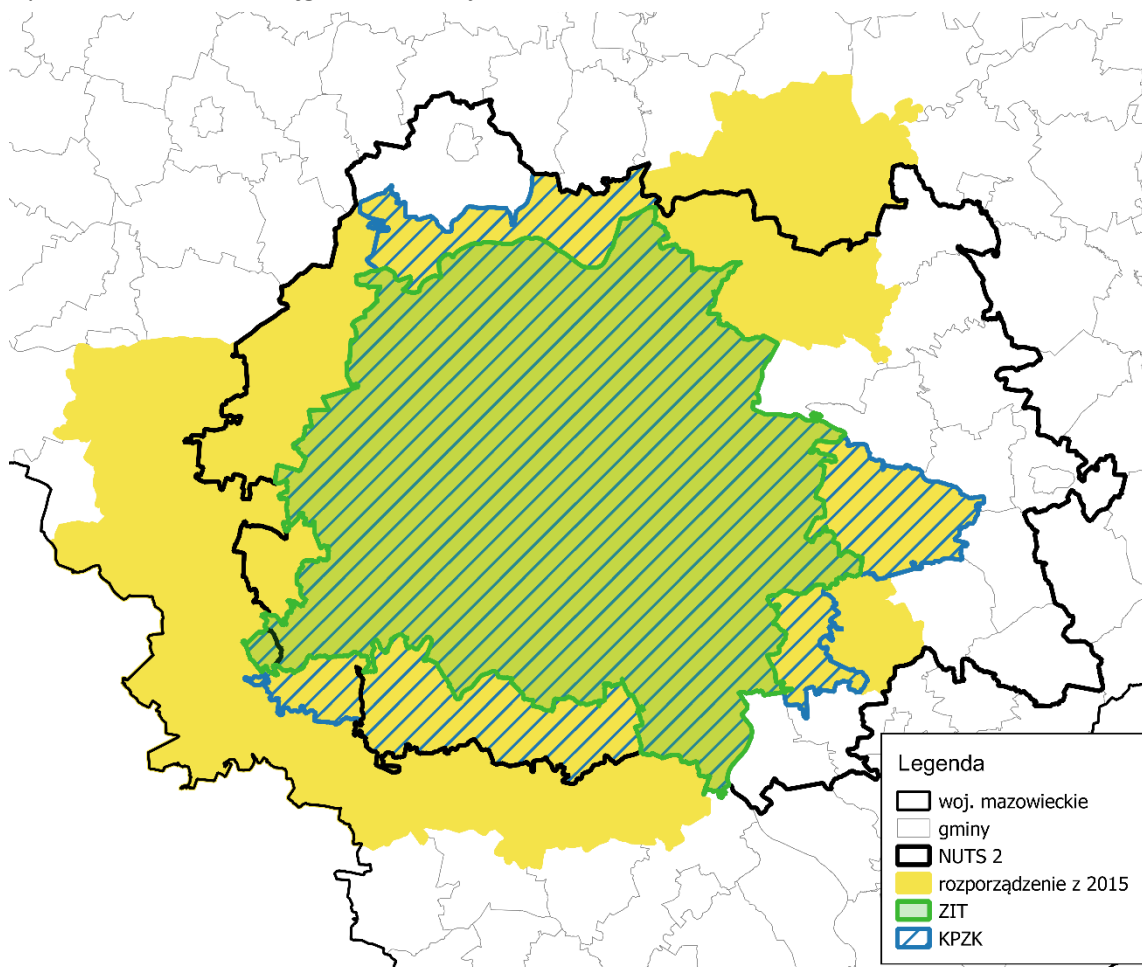 Legenda
woj. mazowieckie
gminy
NUTS 2
rozporządzenie z 2015
ZIT
KPZK